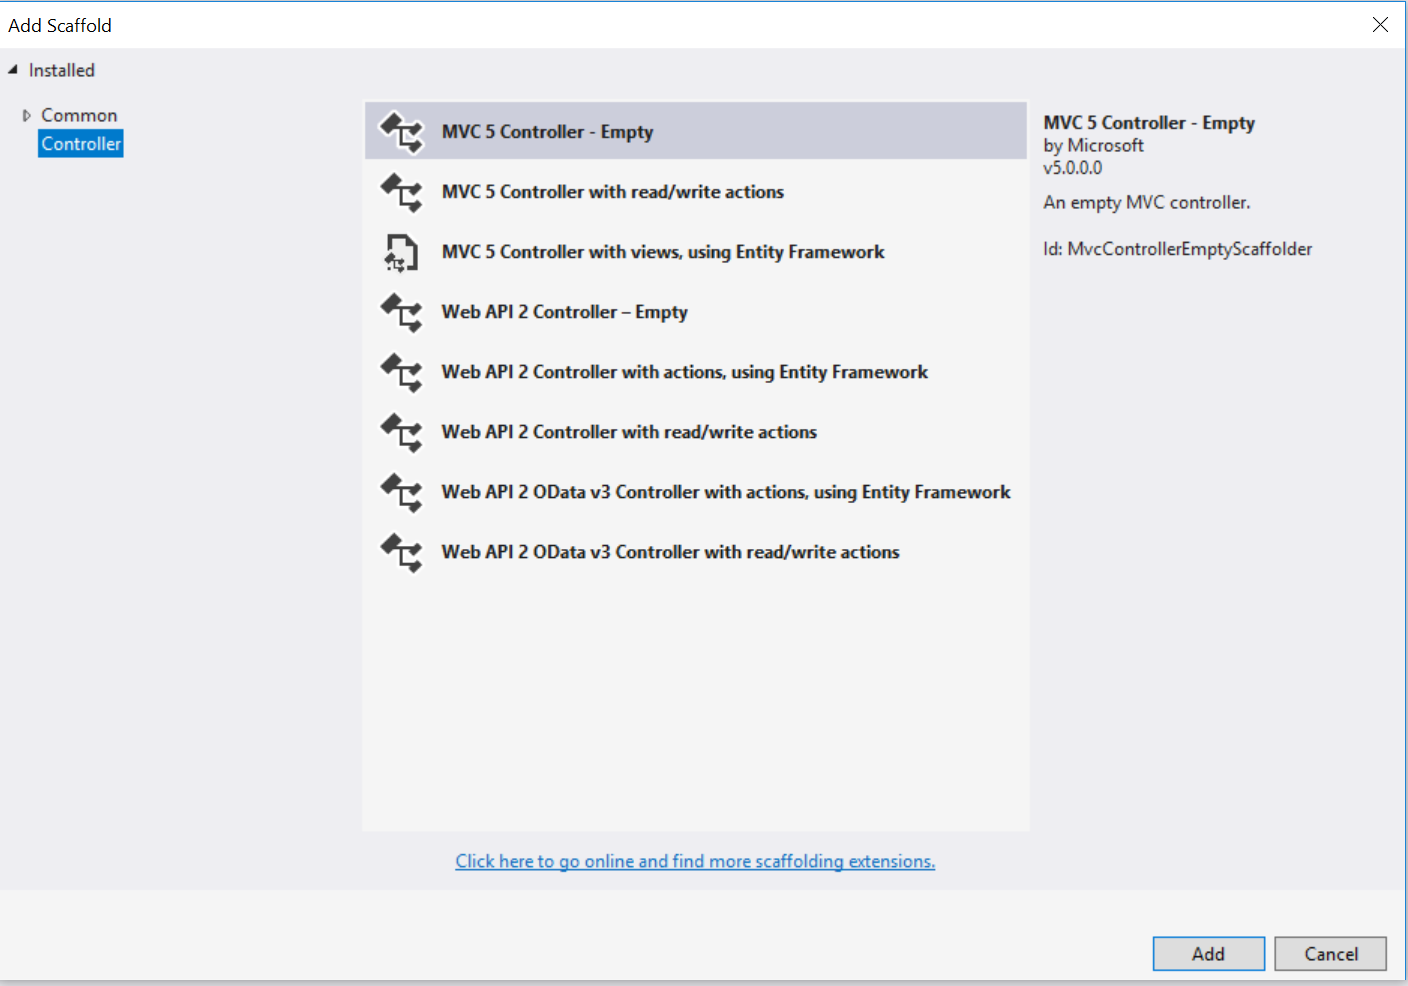 Add Scaffold
Installed
Common
Controller
MVC 5 Controller - Empty
MVC 5 Controller with read/write actions
MVC 5 Controller with views, using Entity Framework
Web API 2 Controller – Empty
Web API 2 Controller with actions, using Entity Framework
Web API 2 Controller with read/write actions
Web API 2 OData v3 Controller with actions, using Entity Framework
Web API 2 OData v3 Controller with read/write actions
MVC 5 Controller - Empty
by Microsoft
v5.0.0.0
An empty MVC controller.
Id: MvcControllerEmptyScaffolder
Click here to go online and find more scaffolding extensions.
Add
Cancel